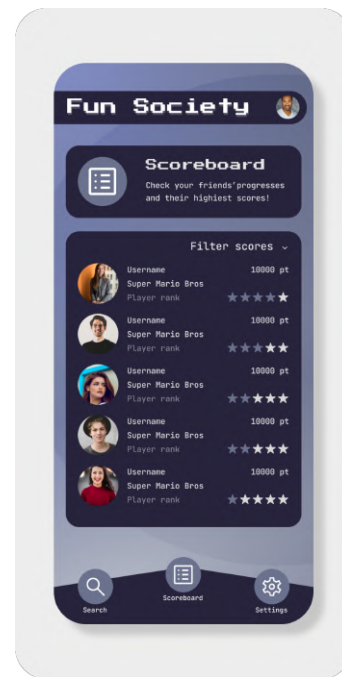 Fun Society
Scoreboard
Check your friends'progresses
and their highiest scores!
Filter scores
Username 10000 pt
Super Mario Bros
Player rank
Username 10000 pt
Super Mario Bros
Player rank
Username 10000 pt
Super Mario Bros
Player rank
Username 10000 pt
Super Mario Bros
Player rank
Username 10000 pt
Super Mario Bros
Player rank
Search
Scoreboard
Settings